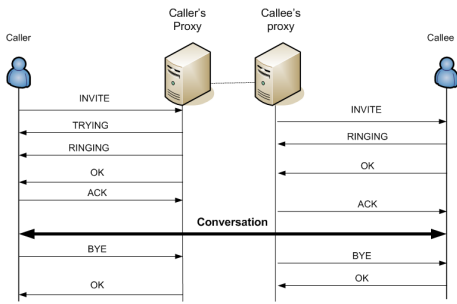 Caller's
Proxy
Callee's
proxy
Caller
Callee
INVITE
INVITE
TRYING
RINGING
RINGING
OK
OK
ACK
ACK
Conversation
BYE
BYE
OK
OK